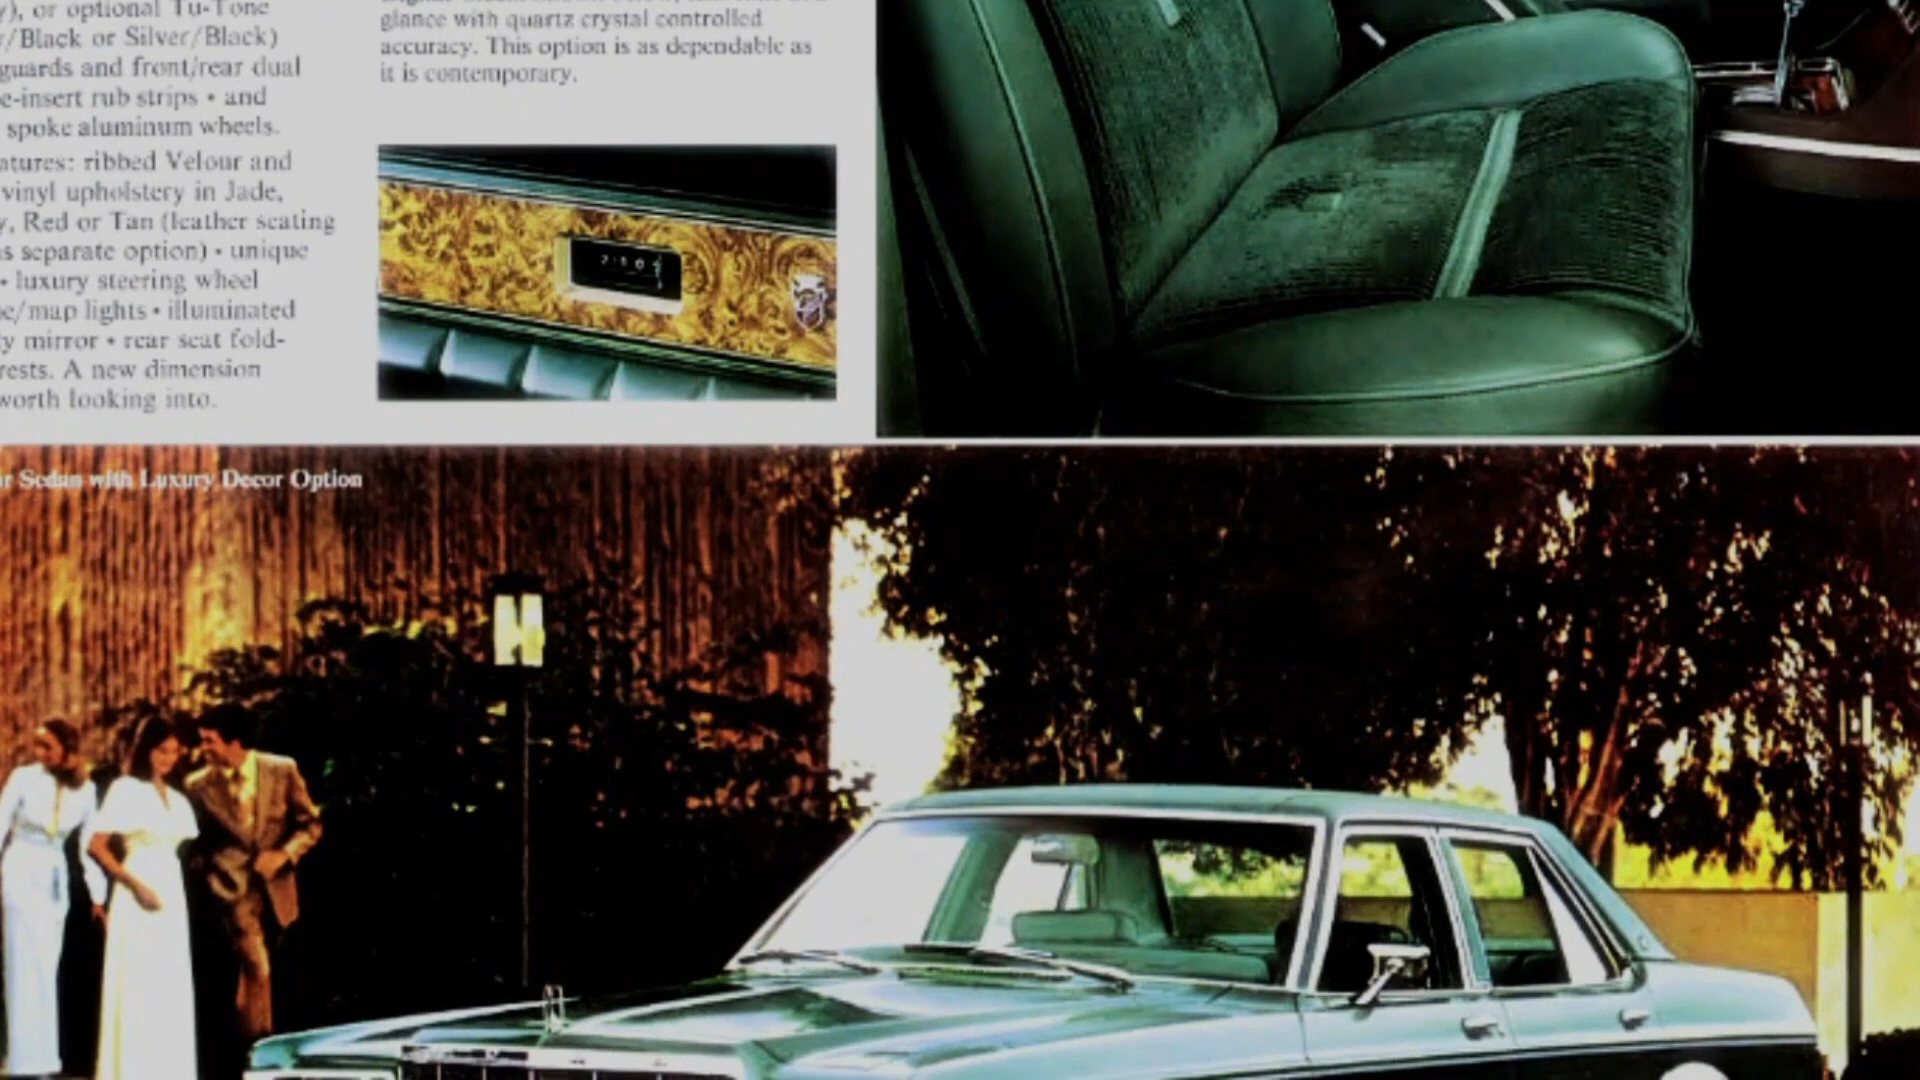 or optional Tu-Tone
/Black or Silver/Black)
guards and front/rear dual
e-insert rub strips • and
spoke aluminum wheels.
atures: ribbed Velour and
vinyl upholstery in Jade,
y, Red or Tan (leather seating
s separate option) • unique
• luxury steering wheel
e/map lights • illuminated
y mirror • rear seat fold-
rests. A new dimension
worth looking into.
glance with quartz crystal controlled
accuracy. This option is as dependable as
it is contemporary.
r Sedan with Luxury Decor Option